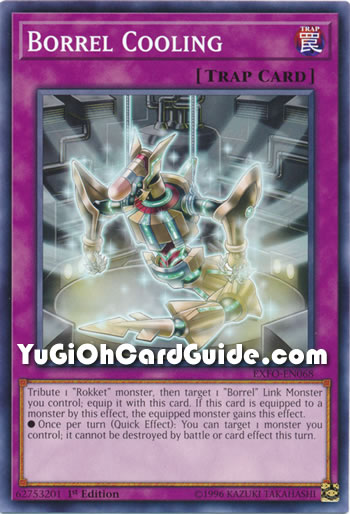 BORREL COOLING
TRAP
罠
[TRAP CARD]
YuGiOhCardGuide.com
EXFO-EN068
Tribute 1 "Rokket" monster, then target 1 "Borrel" Link Monster
you control; equip it with this card. If this card is equipped to a
monster by this effect, the equipped monster gains this effect.
●Once per turn (Quick Effect): You can target 1 monster you
control; it cannot be destroyed by battle or card effect this turn.
62753201 1st Edition ©1996 KAZUKI TAKAHASHI